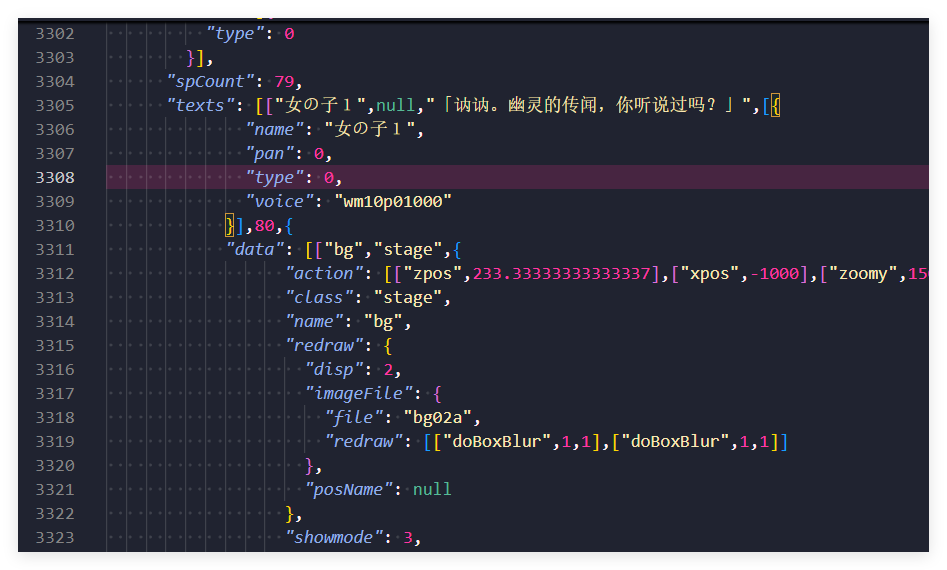 3302 "type": 0
3303 }],
3304 "spCount": 79,
3305 "texts": [["女の子１",null,"「讷讷。幽灵的传闻，你听说过吗？」",[{
3306 "name": "女の子１",
3307 "pan": 0,
3308 "type": 0,
3309 "voice": "wm10p01000"
3310 }],80,{
3311 "data": [["bg","stage",{
3312 "action": [["zpos",233.33333333333337],["xpos",-1000],["zoomy",150
3313 "class": "stage",
3314 "name": "bg",
3315 "redraw": {
3316 "disp": 2,
3317 "imageFile": {
3318 "file": "bg02a",
3319 "redraw": [["doBoxBlur",1,1],["doBoxBlur",1,1]]
3320 },
3321 "posName": null
3322 },
3323 "showmode": 3,